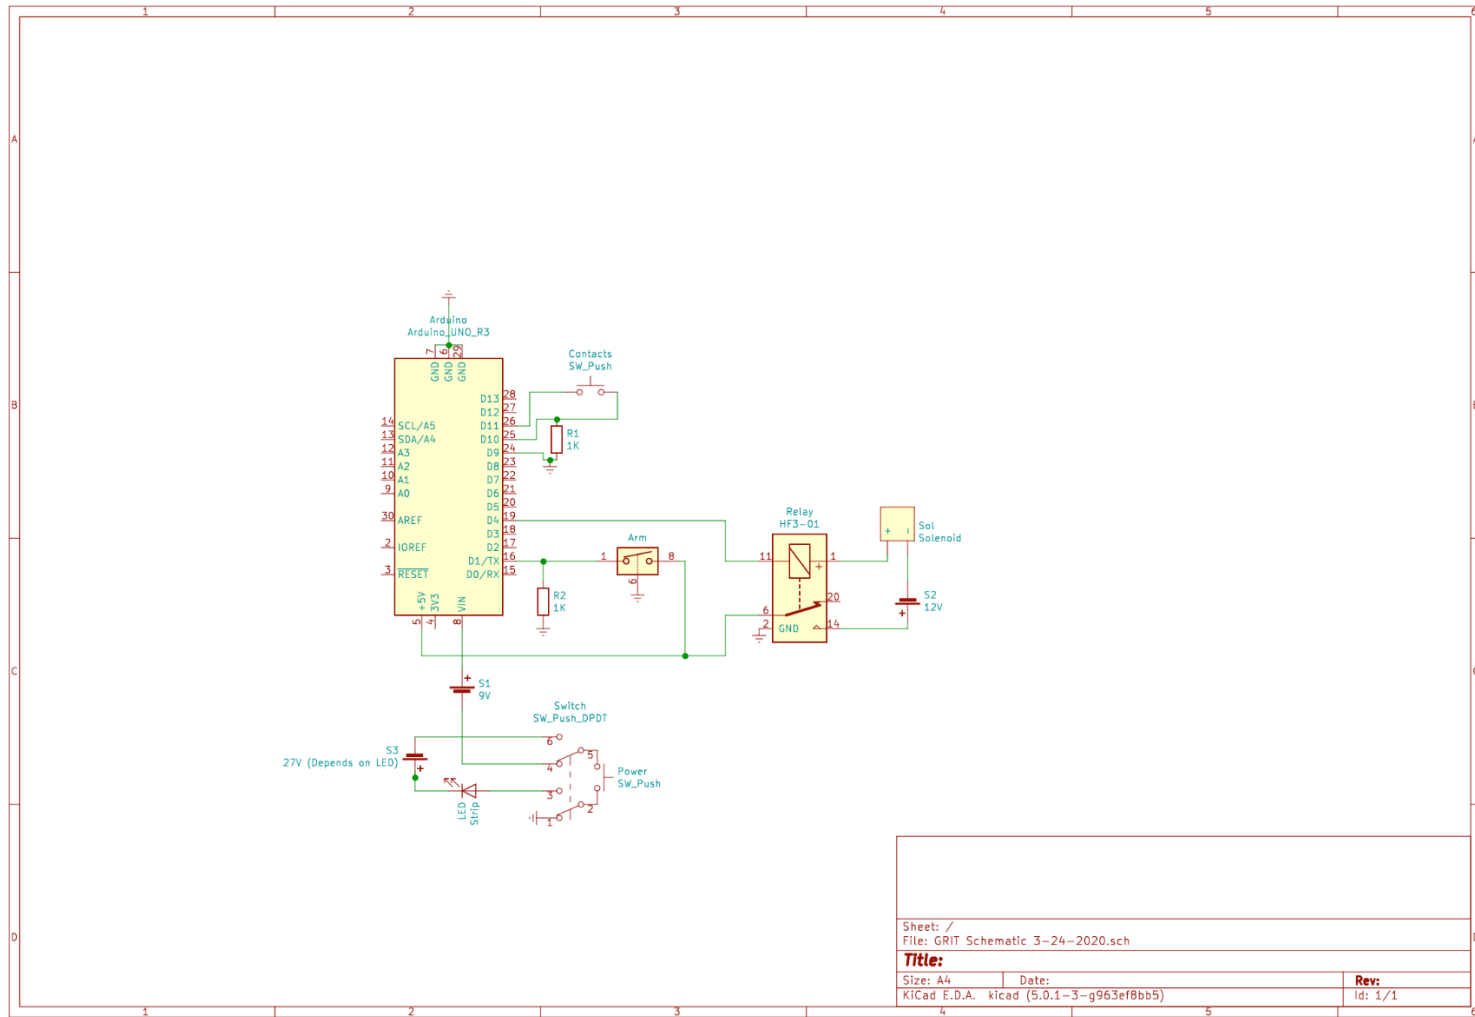 1 2 3 4 5 6
A
Arduino
Arduino_UNO_R3
7 6 29
GND GND GND
Contacts
SW_Push
B
D13 28
D12 27
14 SCL/A5 D11 26
13 SDA/A4 D10 25
12 A3 D9 24
11 A2 D8 23
10 A1 D7 22
9 A0 D6 21
D5 20
30 AREF D4 19
D3 18
2 IOREF D2 17
D1/TX 16
3 RESET D0/RX 15
+5V 3V3 VIN
5 4 8
R1
1K
Arm
1 8
6
R2
1K
Relay
HF3-01
11 1
+
20
6
2 GND 14
+ -
Sol
Solenoid
S2
12V
+
C
+
S1
9V
Switch
SW_Push_DPDT
S3
27V (Depends on LED)
+
6
5
4
3
2
1
Power
SW_Push
LED
Strip
D
Sheet: /
File: GRIT Schematic 3-24-2020.sch
Title:
Size: A4 Date: Rev:
KiCad E.D.A. kicad (5.0.1-3-g963ef8bb5) Id: 1/1
1 2 3 4 5